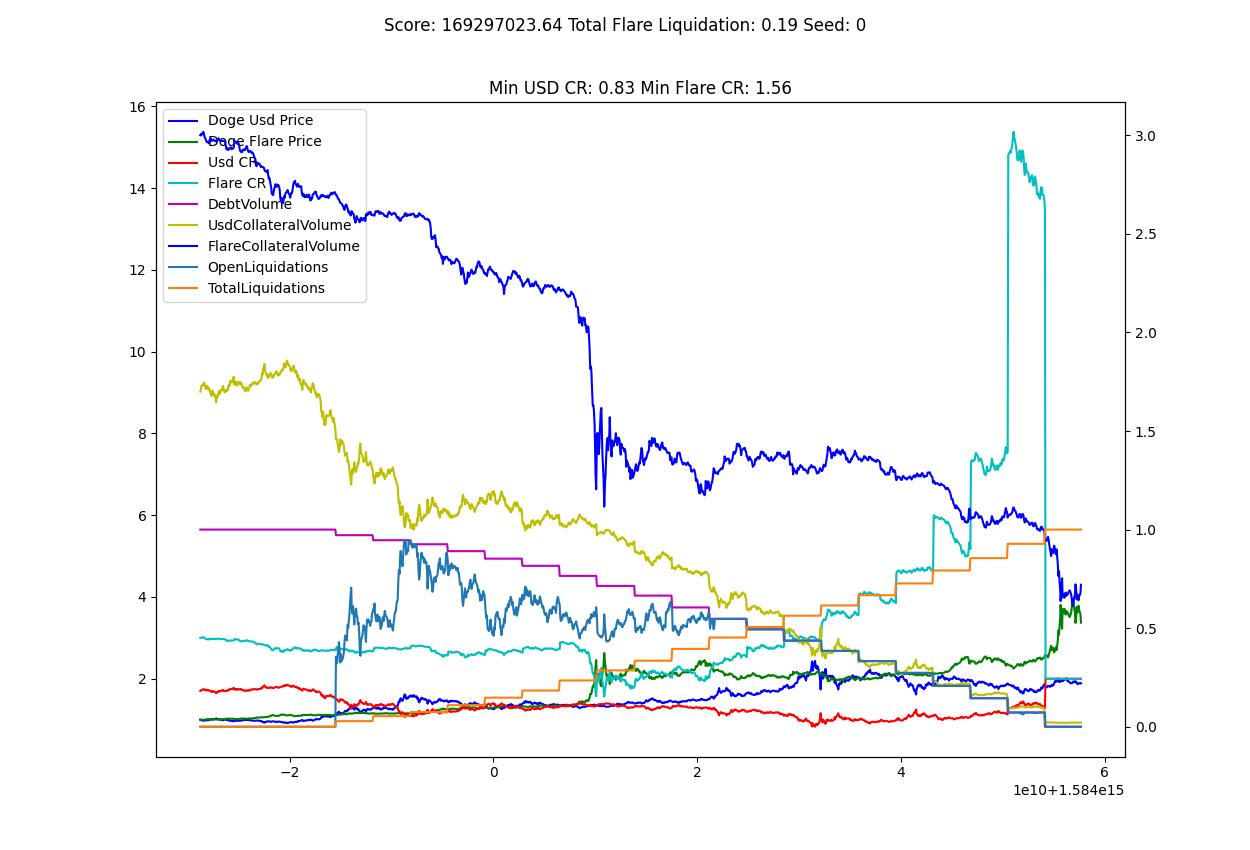 Score: 169297023.64 Total Flare Liquidation: 0.19 Seed: 0
Min USD CR: 0.83 Min Flare CR: 1.56
Doge Usd Price
Doge Flare Price
Usd CR
Flare CR
DebtVolume
UsdCollateralVolume
FlareCollateralVolume
OpenLiquidations
TotalLiquidations
16
14
12
10
8
6
4
2
3.0
2.5
2.0
1.5
1.0
0.5
0.0
−2
0
2
4
6
1e10+1.584e15